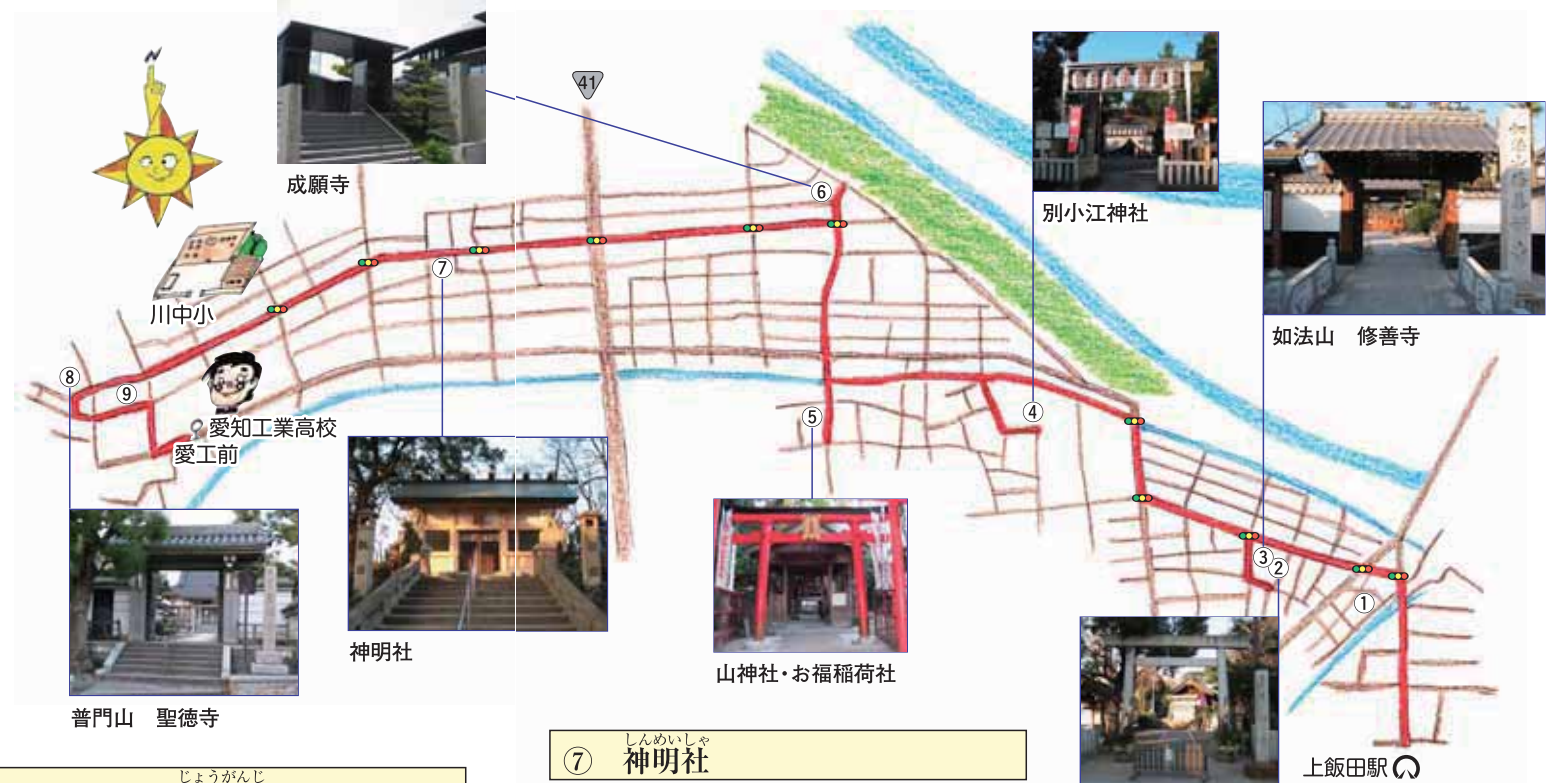 N
成願寺
41
⑥
別小江神社
如法山 修善寺
川中小
⑦
⑧
⑨
愛知工業高校
愛工前
⑤
④
③
②
①
神明社
山神社・お福稲荷社
普門山 聖徳寺
上飯田駅
しんめいしゃ
⑦ 神明社
じょうがんじ